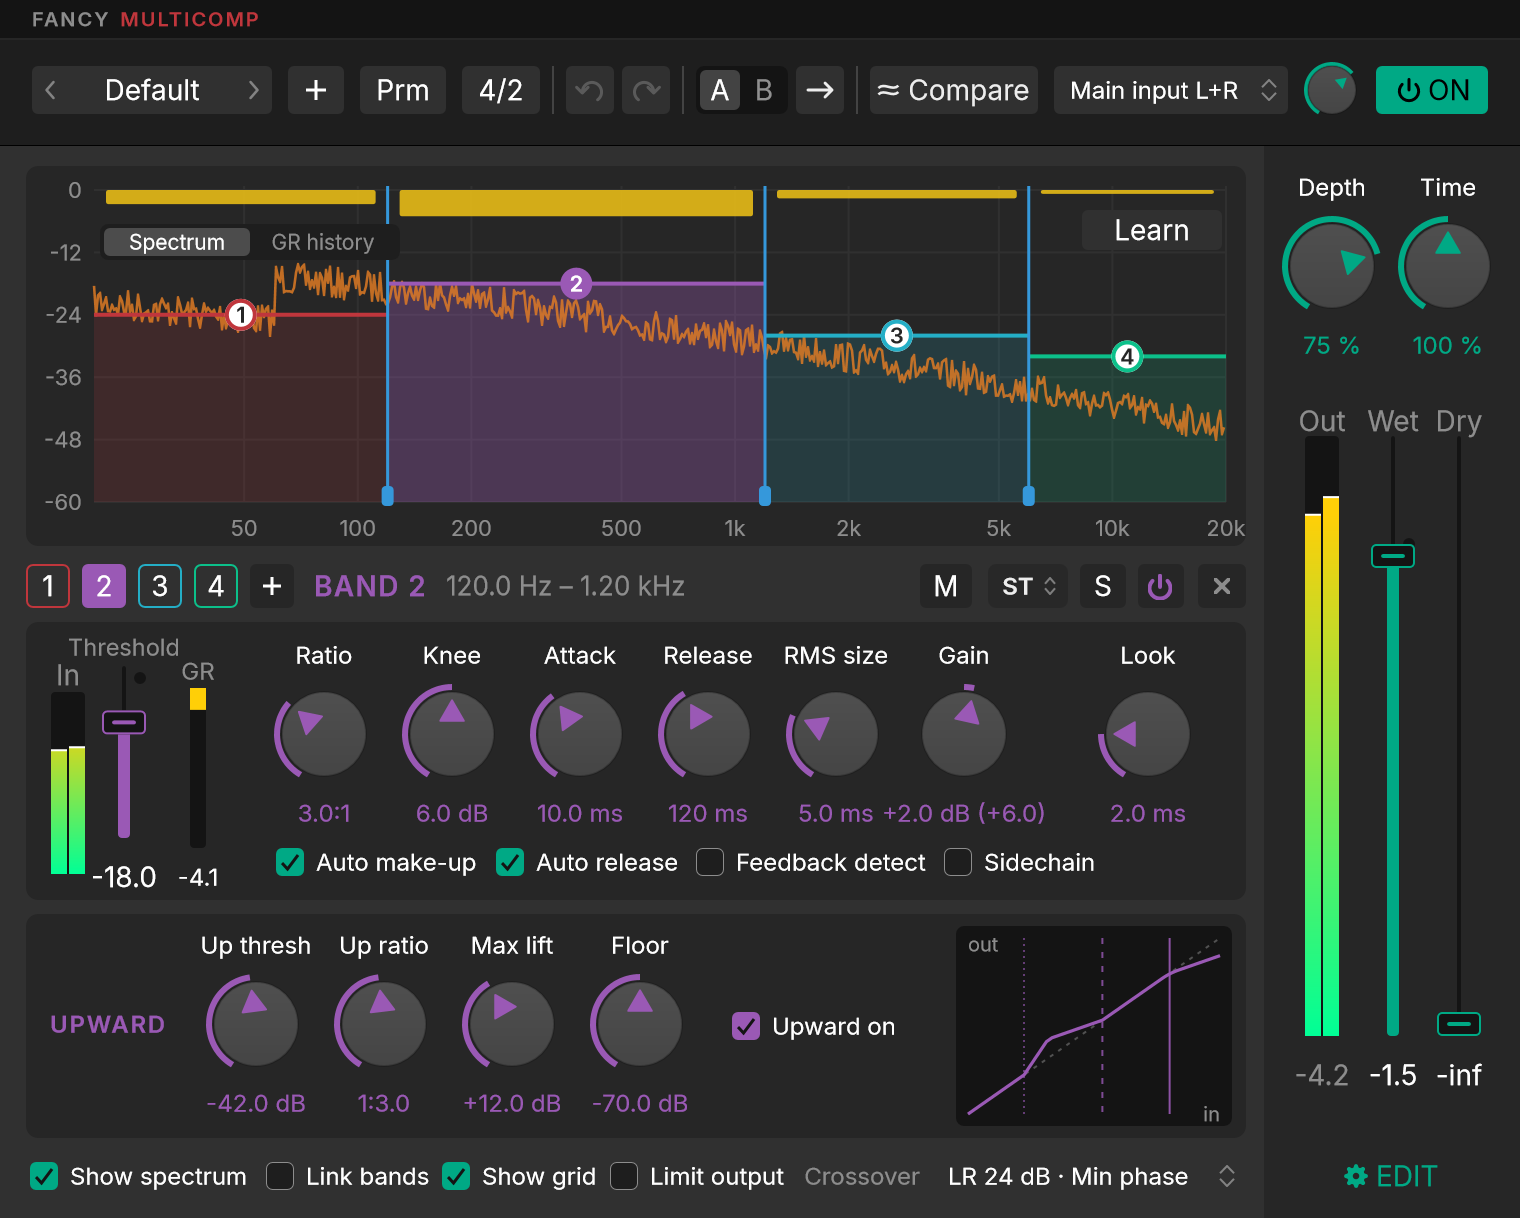 FANCY MULTICOMP
Default + Prm 4/2 A B → ≈ Compare Main input L+R ON
0
-12
-24
-36
-48
-60
Spectrum GR history
Learn
1 2 3 4
50 100 200 500 1k 2k 5k 10k 20k
1 2 3 4 + BAND 2 120.0 Hz – 1.20 kHz M ST S ×
Threshold
In GR
-18.0 -4.1
Ratio Knee Attack Release RMS size Gain Look
3.0:1 6.0 dB 10.0 ms 120 ms 5.0 ms +2.0 dB (+6.0) 2.0 ms
Auto make-up Auto release Feedback detect Sidechain
UPWARD
Up thresh Up ratio Max lift Floor
-42.0 dB 1:3.0 +12.0 dB -70.0 dB
Upward on
out
in
Show spectrum Link bands Show grid Limit output Crossover LR 24 dB · Min phase
Depth Time
75 % 100 %
Out Wet Dry
-4.2 -1.5 -inf
EDIT